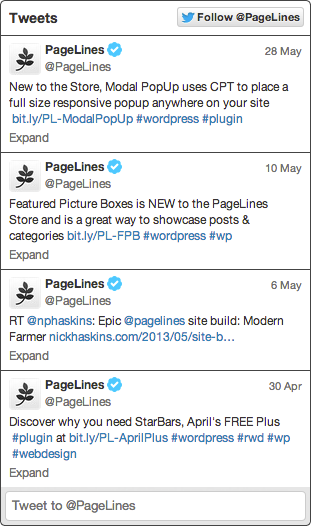 Tweets Follow @PageLines
PageLines 28 May
@PageLines
New to the Store, Modal PopUp uses CPT to place a
full size responsive popup anywhere on your site
bit.ly/PL-ModalPopUp #wordpress #plugin
Expand
PageLines 10 May
@PageLines
Featured Picture Boxes is NEW to the PageLines
Store and is a great way to showcase posts &
categories bit.ly/PL-FPB #wordpress #wp
Expand
PageLines 6 May
@PageLines
RT @nphaskins: Epic @pagelines site build: Modern
Farmer nickhaskins.com/2013/05/site-b…
Expand
PageLines 30 Apr
@PageLines
Discover why you need StarBars, April's FREE Plus
#plugin at bit.ly/PL-AprilPlus #wordpress #rwd #wp
#webdesign
Expand
Tweet to @PageLines